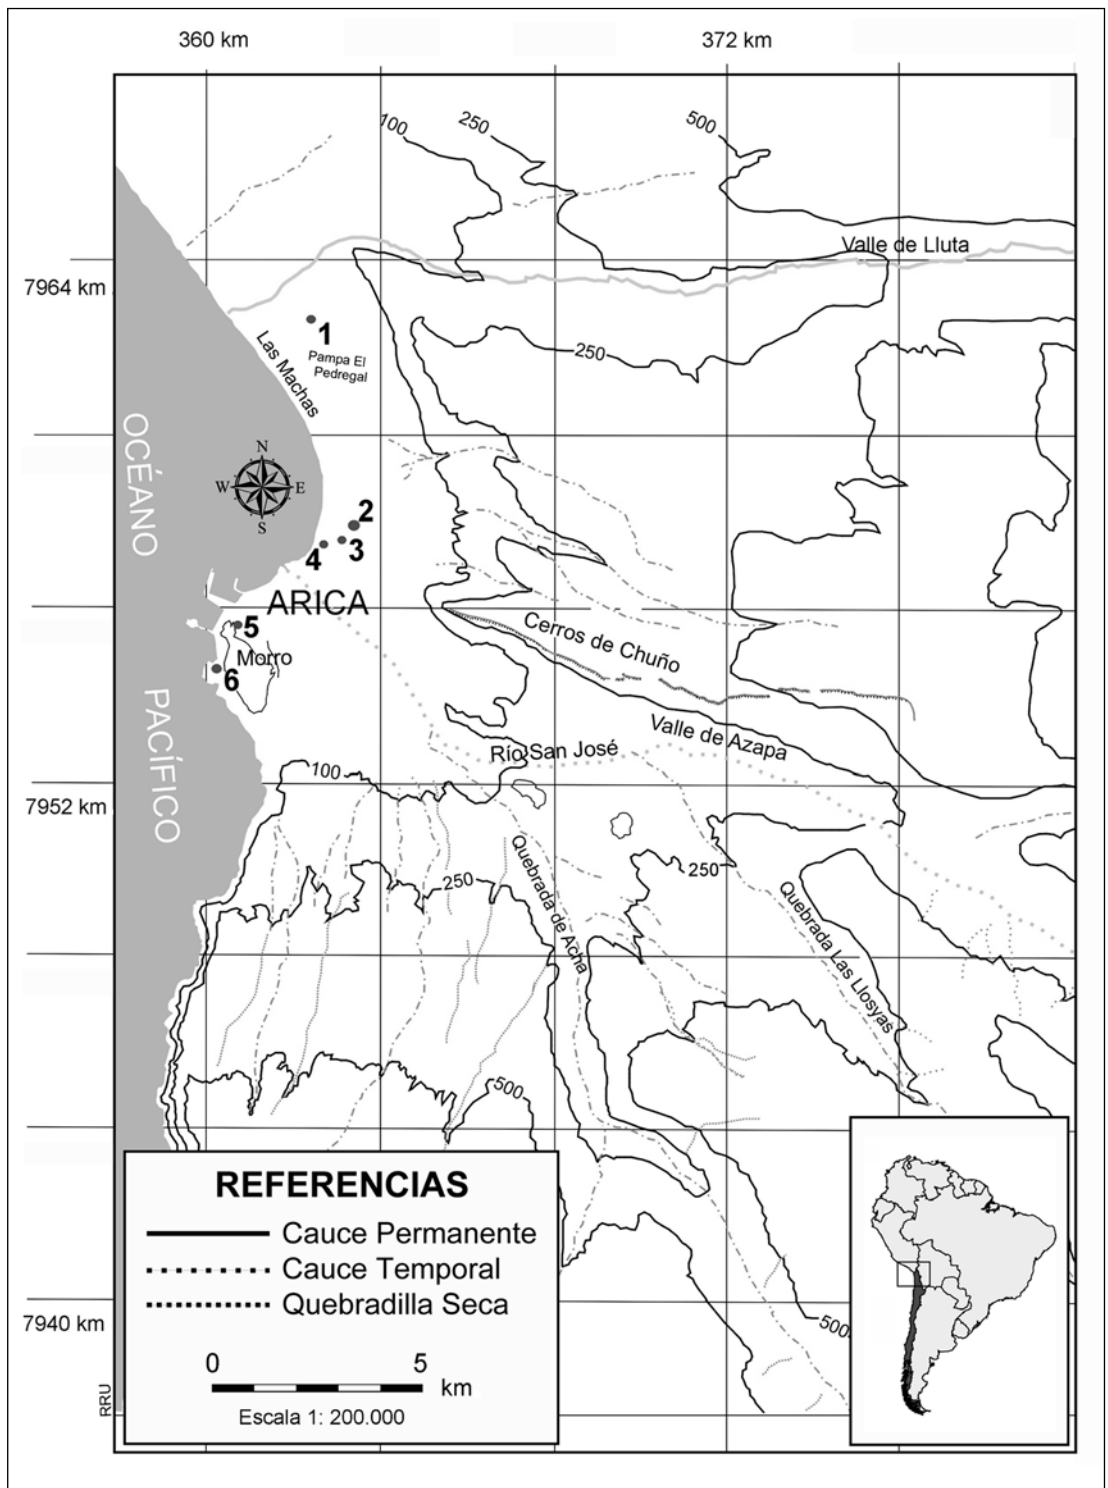 360 km
372 km
100
250
500
Valle de Lluta
7964 km
1
Pampa El
Pedregal
Las Machas
250
OCÉANO
N
W
E
S
2
3
4
ARICA
5
Morro
6
Cerros de Chuño
PACÍFICO
Valle de Azapa
Río San José
100
7952 km
250
250
Quebrada de Acha
Quebrada Las Llosyas
500
REFERENCIAS
Cauce Permanente
Cauce Temporal
Quebradilla Seca
7940 km
500
0
5
km
Escala 1: 200.000
RRU